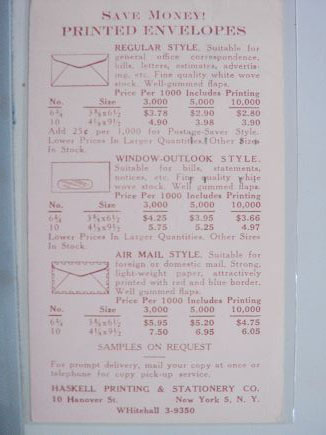 SAVE MONEY!
PRINTED ENVELOPES
REGULAR STYLE. Suitable for
general office correspondence,
bills, letters, estimates, advertis-
ing, etc. Fine quality white wove
stock. Well-gummed flaps.
Price Per 1000 Includes Printing
No. Size 3,000 5,000 10,000
6¾ 3⅝x6½ $3.78 $2.90 $2.80
10 4⅛x9½ 4.90 3.98 3.90
Add 25¢ per 1,000 for Postage-Saver Style.
Lower Prices In Larger Quantities. Other Sizes
In Stock.
WINDOW-OUTLOOK STYLE.
Suitable for bills, statements,
notices, etc. Fine quality white
wove stock. Well gummed flaps.
Price Per 1000 Includes Printing
No. Size 3,000 5,000 10,000
6¾ 3⅝x6½ $4.25 $3.95 $3.66
10 4⅛x9½ 5.75 5.25 4.97
Lower Prices In Larger Quantities. Other Sizes
In Stock.
AIR MAIL STYLE. Suitable for
foreign or domestic mail. Strong,
light-weight paper, attractively
printed with red and blue border.
Well gummed flaps.
Price Per 1000 Includes Printing
No. Size 3,000 5,000 10,000
6¾ 3⅝x6½ $5.95 $5.20 $4.75
10 4⅛x9½ 7.50 6.95 6.05
SAMPLES ON REQUEST
For prompt delivery, mail your copy at once or
telephone for copy pick-up service.
HASKELL PRINTING & STATIONERY CO.
10 Hanover St. New York 5, N. Y.
WHitehall 3-9350